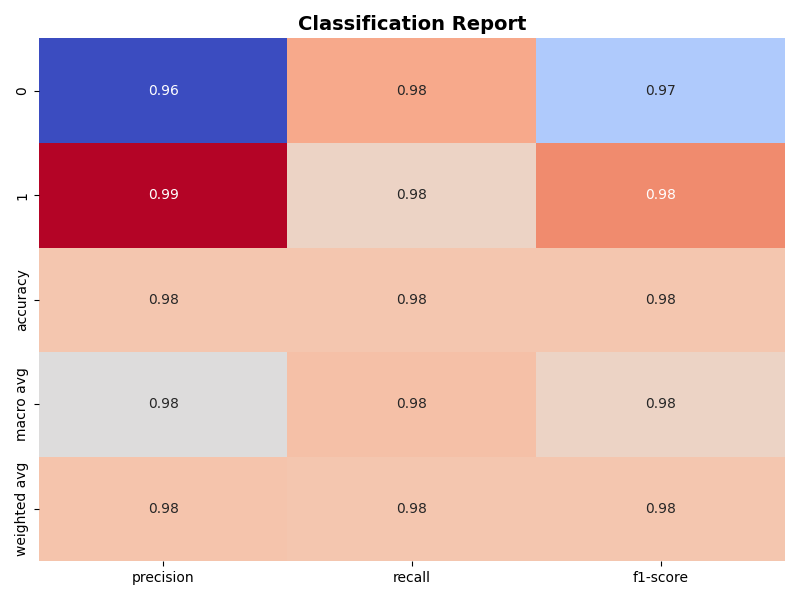 Classification Report
0 0.96 0.98 0.97
1 0.99 0.98 0.98
accuracy 0.98 0.98 0.98
macro avg 0.98 0.98 0.98
weighted avg 0.98 0.98 0.98
precision recall f1-score